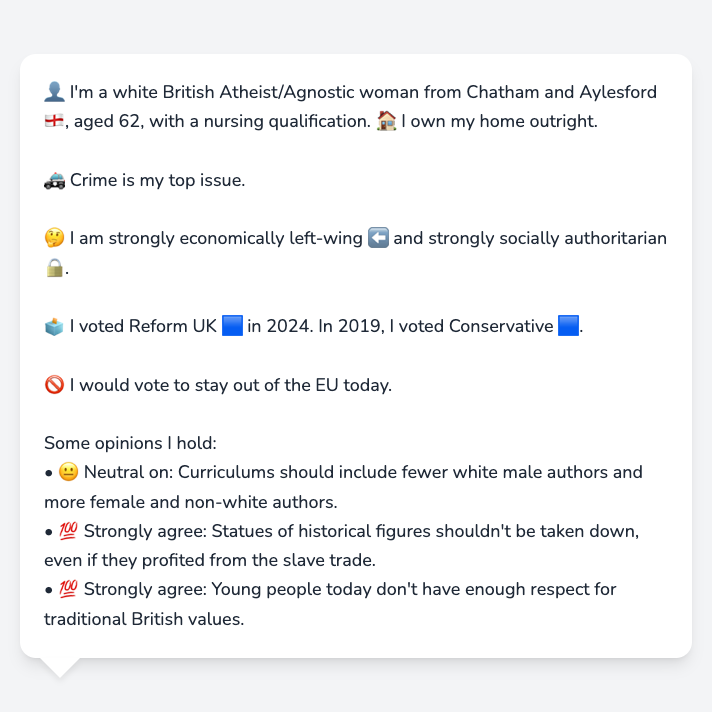 👤 I'm a white British Atheist/Agnostic woman from Chatham and Aylesford
🏴󠁧󠁢󠁥󠁮󠁧󠁿, aged 62, with a nursing qualification. 🏠 I own my home outright.
🚓 Crime is my top issue.
🤔 I am strongly economically left-wing ⬅️ and strongly socially authoritarian
🔒.
🗳️ I voted Reform UK 🟦 in 2024. In 2019, I voted Conservative 🟦.
🚫 I would vote to stay out of the EU today.
Some opinions I hold:
• 😐 Neutral on: Curriculums should include fewer white male authors and
more female and non-white authors.
• 💯 Strongly agree: Statues of historical figures shouldn't be taken down,
even if they profited from the slave trade.
• 💯 Strongly agree: Young people today don't have enough respect for
traditional British values.